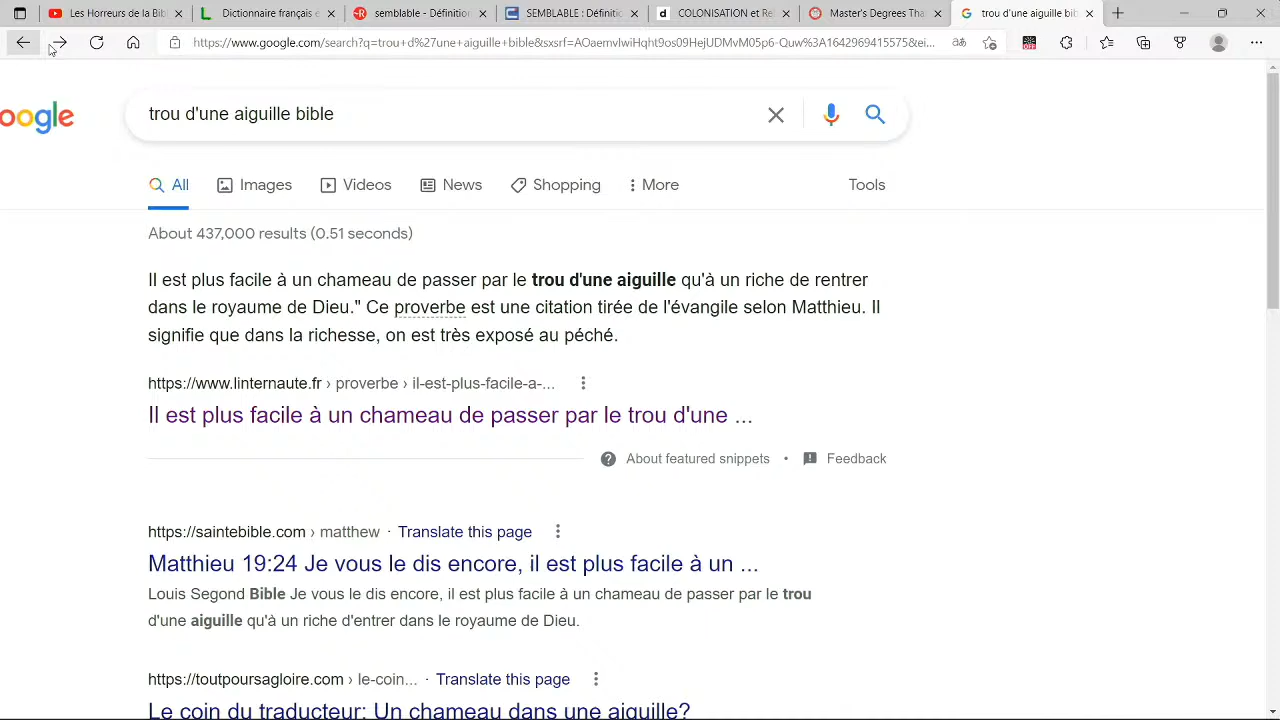 Les Horreurs de la Bib
Dictionnaire français e
semblable - Définition
SEMBLABLE : Définitio
COLONISATION - Re
Master's Degree: Tha
trou d'une aiguille bib
https://www.google.com/search?q=trou+d%27une+aiguille+bible&sxsrf=AOaemvIwiHqht9os09HejUDMvM05p6-Quw%3A1642969415575&ei...
oogle
trou d'une aiguille bible
All Images Videos News Shopping More Tools
About 437,000 results (0.51 seconds)
Il est plus facile à un chameau de passer par le trou d'une aiguille qu'à un riche de rentrer
dans le royaume de Dieu." Ce proverbe est une citation tirée de l'évangile selon Matthieu. Il
signifie que dans la richesse, on est très exposé au péché.
https://www.linternaute.fr › proverbe › il-est-plus-facile-a-...
Il est plus facile à un chameau de passer par le trou d'une ...
About featured snippets • Feedback
https://saintebible.com › matthew · Translate this page
Matthieu 19:24 Je vous le dis encore, il est plus facile à un ...
Louis Segond Bible Je vous le dis encore, il est plus facile à un chameau de passer par le trou
d'une aiguille qu'à un riche d'entrer dans le royaume de Dieu.
https://toutpoursagloire.com › le-coin... · Translate this page
Le coin du traducteur: Un chameau dans une aiguille?